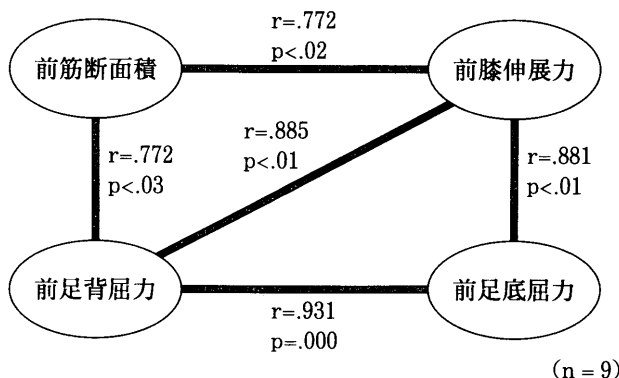 r=.772
p<.02
前筋断面積
前膝伸展力
r=.772
p<.03
r=.885
p<.01
r=.881
p<.01
前足背屈力
前足底屈力
r=.931
p=.000
(n=9)